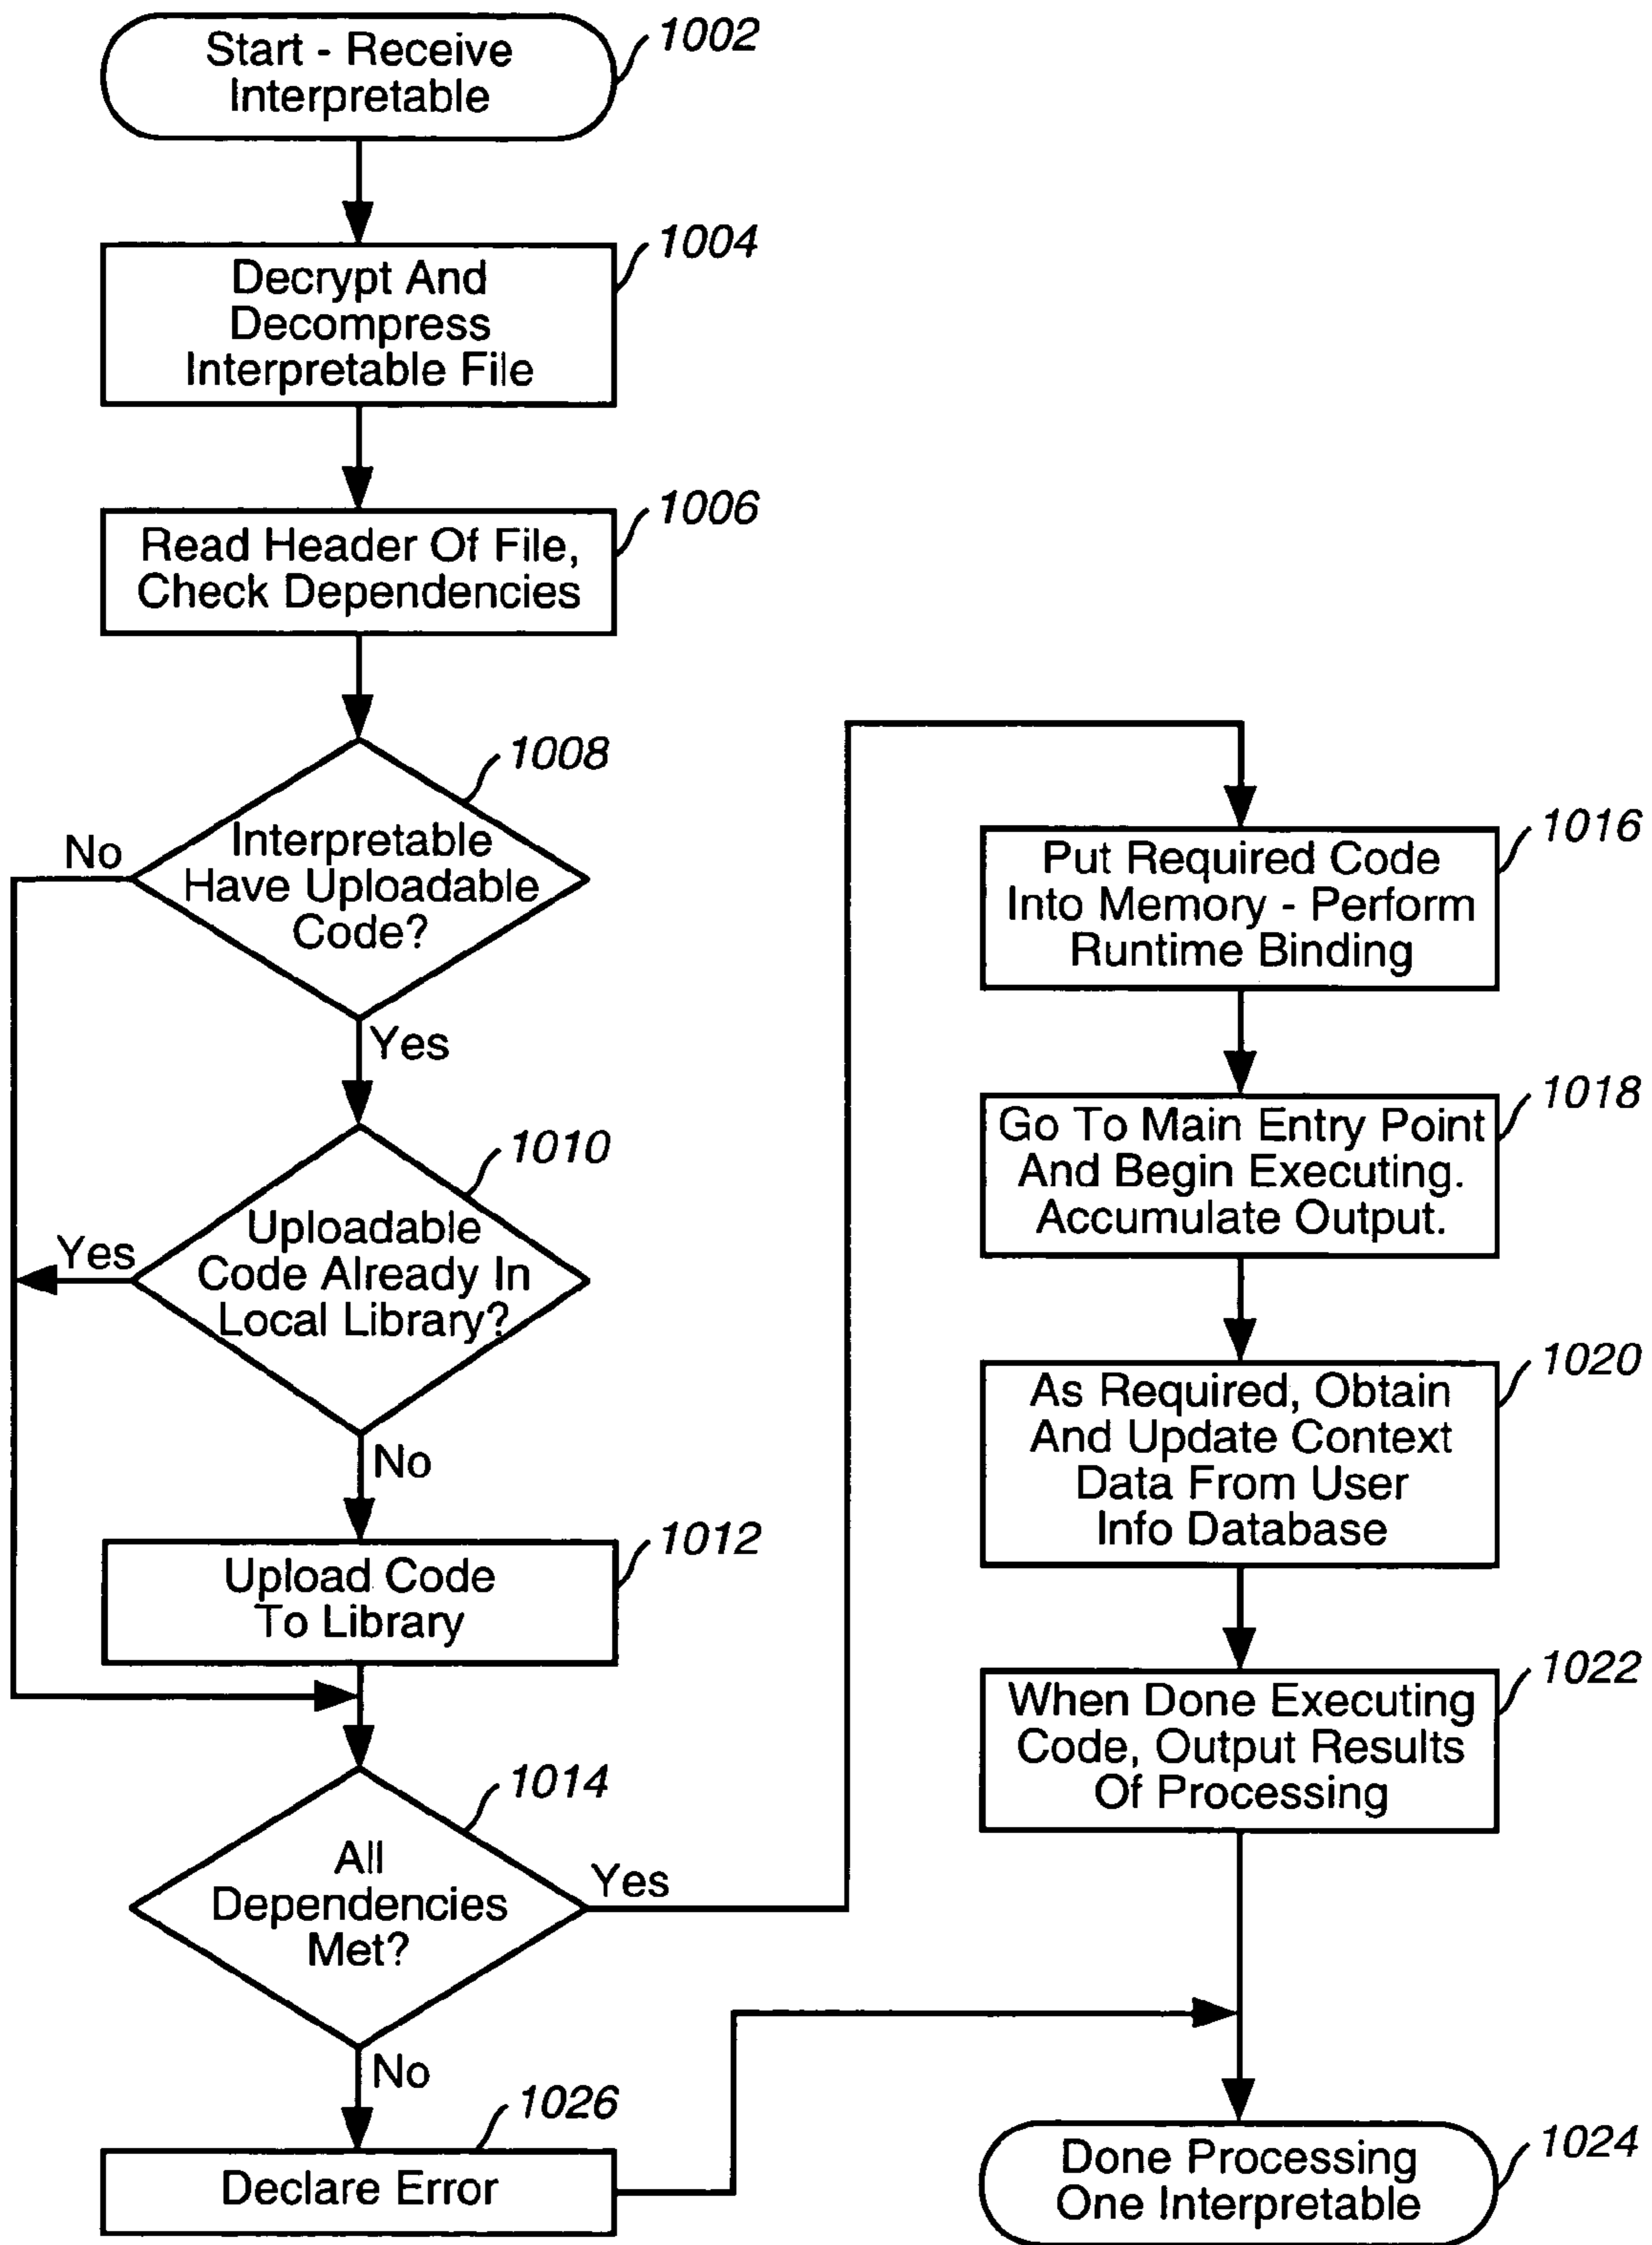 Start - Receive
Interpretable
1002
Decrypt And
Decompress
Interpretable File
1004
Read Header Of File,
Check Dependencies
1006
Interpretable
Have Uploadable
Code?
1008
No
Yes
Uploadable
Code Already In
Local Library?
1010
Yes
No
Upload Code
To Library
1012
All
Dependencies
Met?
1014
Yes
No
Declare Error
1026
Put Required Code
Into Memory - Perform
Runtime Binding
1016
Go To Main Entry Point
And Begin Executing.
Accumulate Output.
1018
As Required, Obtain
And Update Context
Data From User
Info Database
1020
When Done Executing
Code, Output Results
Of Processing
1022
Done Processing
One Interpretable
1024